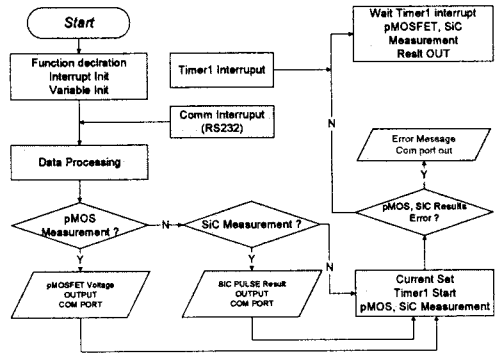 Start
Function declration
Interrupt Init
Variable Init
Timer1 Interruput
Wait Timer1 interrupt
pMOSFET, SiC
Measurement
Reslt OUT
Comm Interruput
(RS232)
Data Processing
N
Error Message
Com port out
Y
pMOS
Measurement ?
N
SiC Measurement ?
pMOS, SIC Results
Error ?
Y
Y
N
pMOSFET Voltage
OUTPUT
COM PORT
SIC PULSE Result
OUTPUT
COM PORT
Current Set
Timer1 Start
pMOS, SiC Measurement